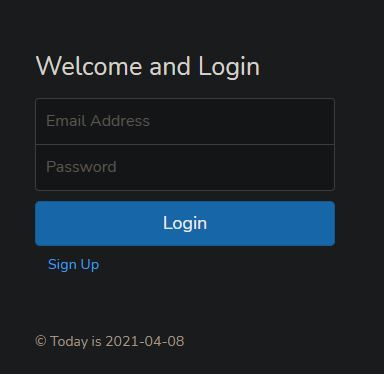 Welcome and Login
Email Address
Password
Login
Sign Up
© Today is 2021-04-08